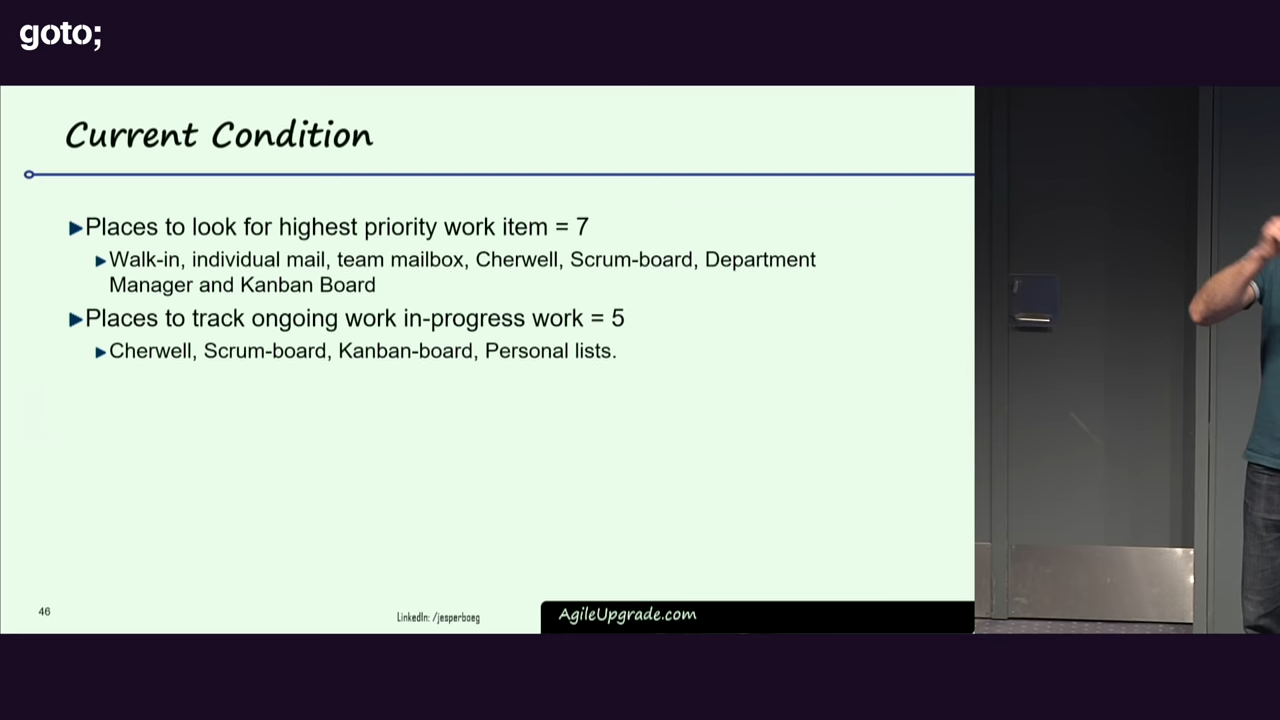 goto;
Current Condition
►Places to look for highest priority work item = 7
►Walk-in, individual mail, team mailbox, Cherwell, Scrum-board, Department
Manager and Kanban Board
►Places to track ongoing work in-progress work = 5
►Cherwell, Scrum-board, Kanban-board, Personal lists.
46
LinkedIn: /jesperboeg
AgileUpgrade.com